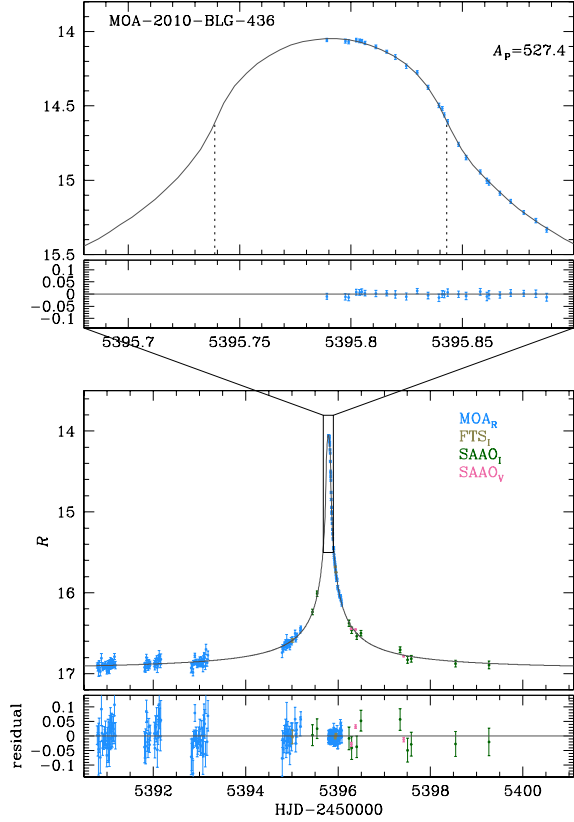 MOA-2010-BLG-436
A_P=527.4
14
14.5
15
15.5
0.1
0.05
0
−0.05
−0.1
5395.7 5395.75 5395.8 5395.85
MOA_R
FTS_I
SAAO_I
SAAO_V
14
15
R
16
17
residual
0.1
0.05
0
−0.05
−0.1
5392 5394 5396 5398 5400
HJD−2450000